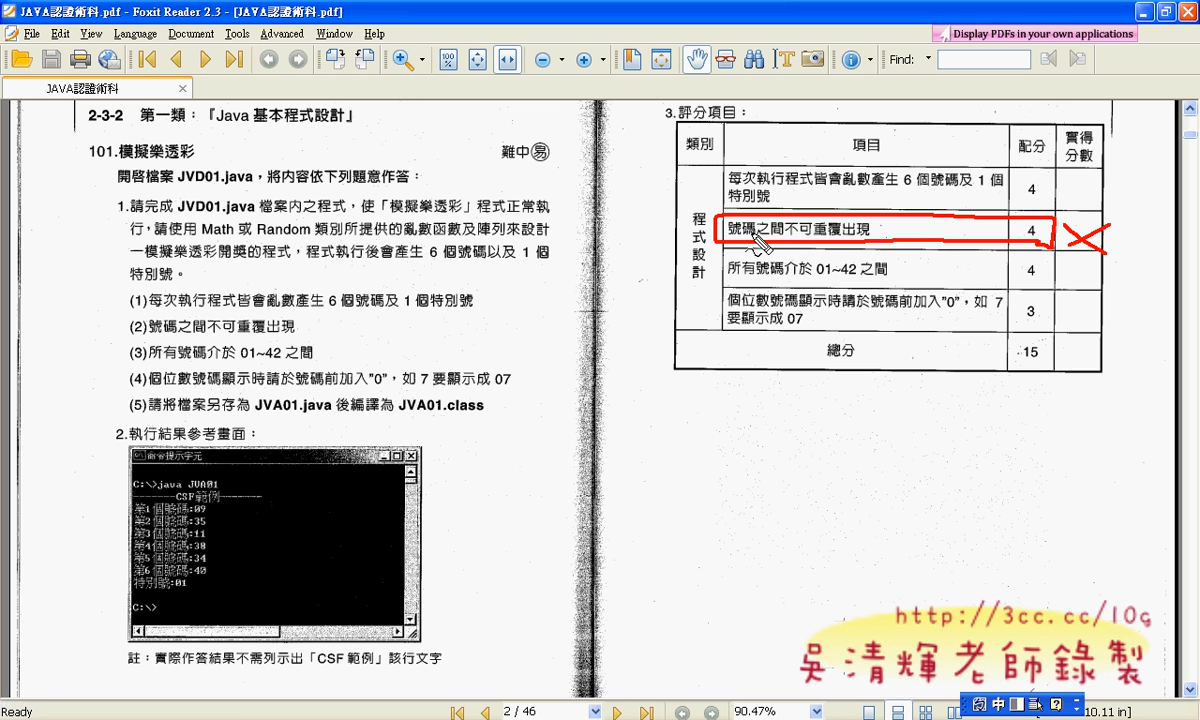 JAVA認證術科.pdf - Foxit Reader 2.3 - [JAVA認證術科.pdf]
File Edit View Language Document Tools Advanced Window Help
Display PDFs in your own applications
Find:
JAVA認證術科
2-3-2 第一類：『Java 基本程式設計』
101.模擬樂透彩 難中易
開啟檔案 JVD01.java，將內容依下列題意作答：
1.請完成 JVD01.java 檔案內之程式，使「模擬樂透彩」程式正常執
行，請使用 Math 或 Random 類別所提供的亂數函數及陣列來設計
一模擬樂透彩開獎的程式，程式執行後會產生 6 個號碼以及 1 個
特別號。
(1)每次執行程式皆會亂數產生 6 個號碼及 1 個特別號
(2)號碼之間不可重覆出現
(3)所有號碼介於 01~42 之間
(4)個位數號碼顯示時請於號碼前加入"0"，如 7 要顯示成 07
(5)請將檔案另存為 JVA01.java 後編譯為 JVA01.class
2.執行結果參考畫面：
命令提示字元
C:\>java JVA01
-------CSF範例-------
第1個號碼:09
第2個號碼:35
第3個號碼:11
第4個號碼:38
第5個號碼:34
第6個號碼:40
特別號:01
C:\>
註：實際作答結果不需列示出「CSF 範例」該行文字
3.評分項目：
類別 項目 配分 實得分數
程式設計
每次執行程式皆會亂數產生 6 個號碼及 1 個
特別號 4
號碼之間不可重覆出現 4
所有號碼介於 01~42 之間 4
個位數號碼顯示時請於號碼前加入"0"，如 7
要顯示成 07 3
總分 15
http://3cc.cc/10g
吳清輝老師錄製
Ready 2 / 46 90.47% 中 10.11 in]